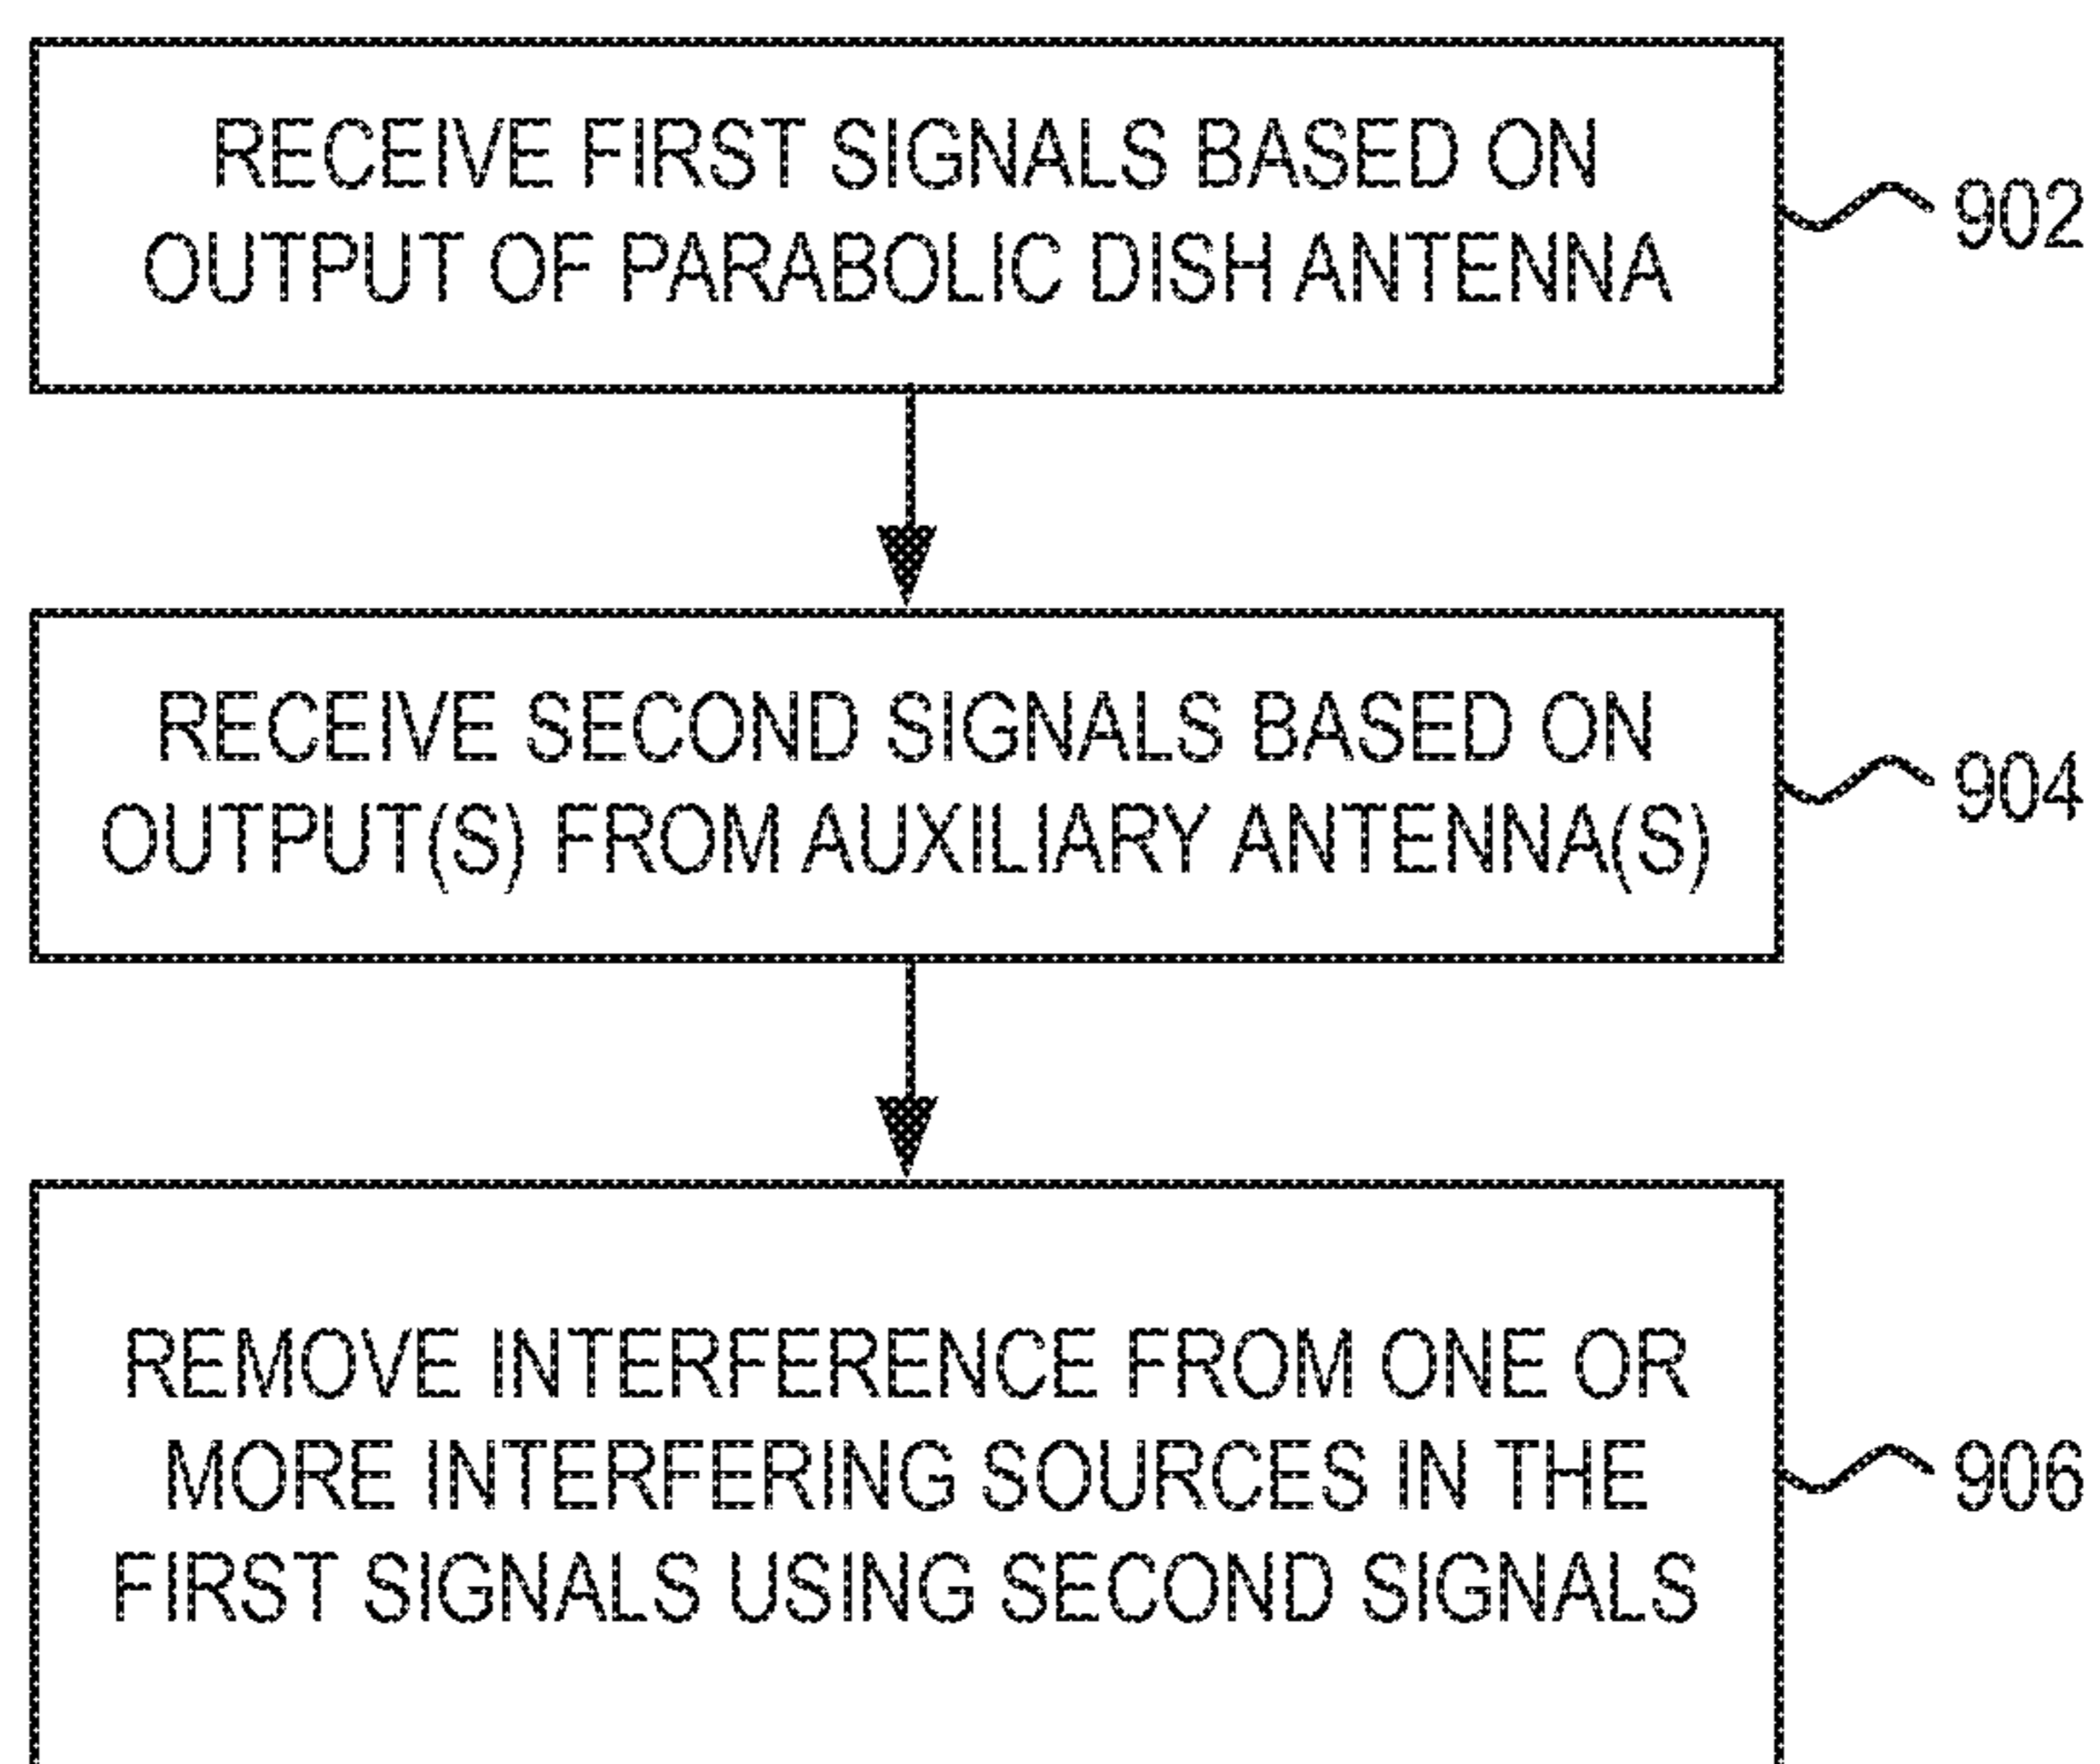 RECEIVE FIRST SIGNALS BASED ON
OUTPUT OF PARABOLIC DISH ANTENNA
902
RECEIVE SECOND SIGNALS BASED ON
OUTPUT(S) FROM AUXILIARY ANTENNA(S)
904
REMOVE INTERFERENCE FROM ONE OR
MORE INTERFERING SOURCES IN THE
FIRST SIGNALS USING SECOND SIGNALS
906